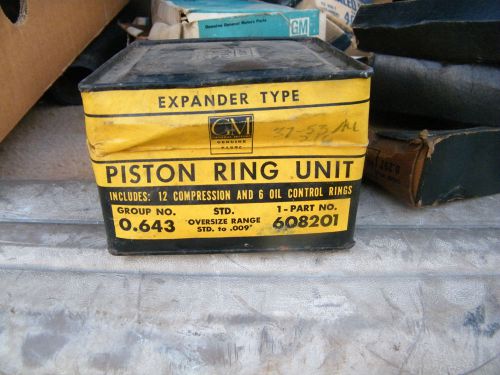 GM
EXPANDER TYPE
GM
GENUINE
PARTS
PISTON RING UNIT
INCLUDES: 12 COMPRESSION AND 6 OIL CONTROL RINGS
GROUP NO. STD. 1-PART NO.
0.643 "OVERSIZE RANGE 608201
STD. to .009"